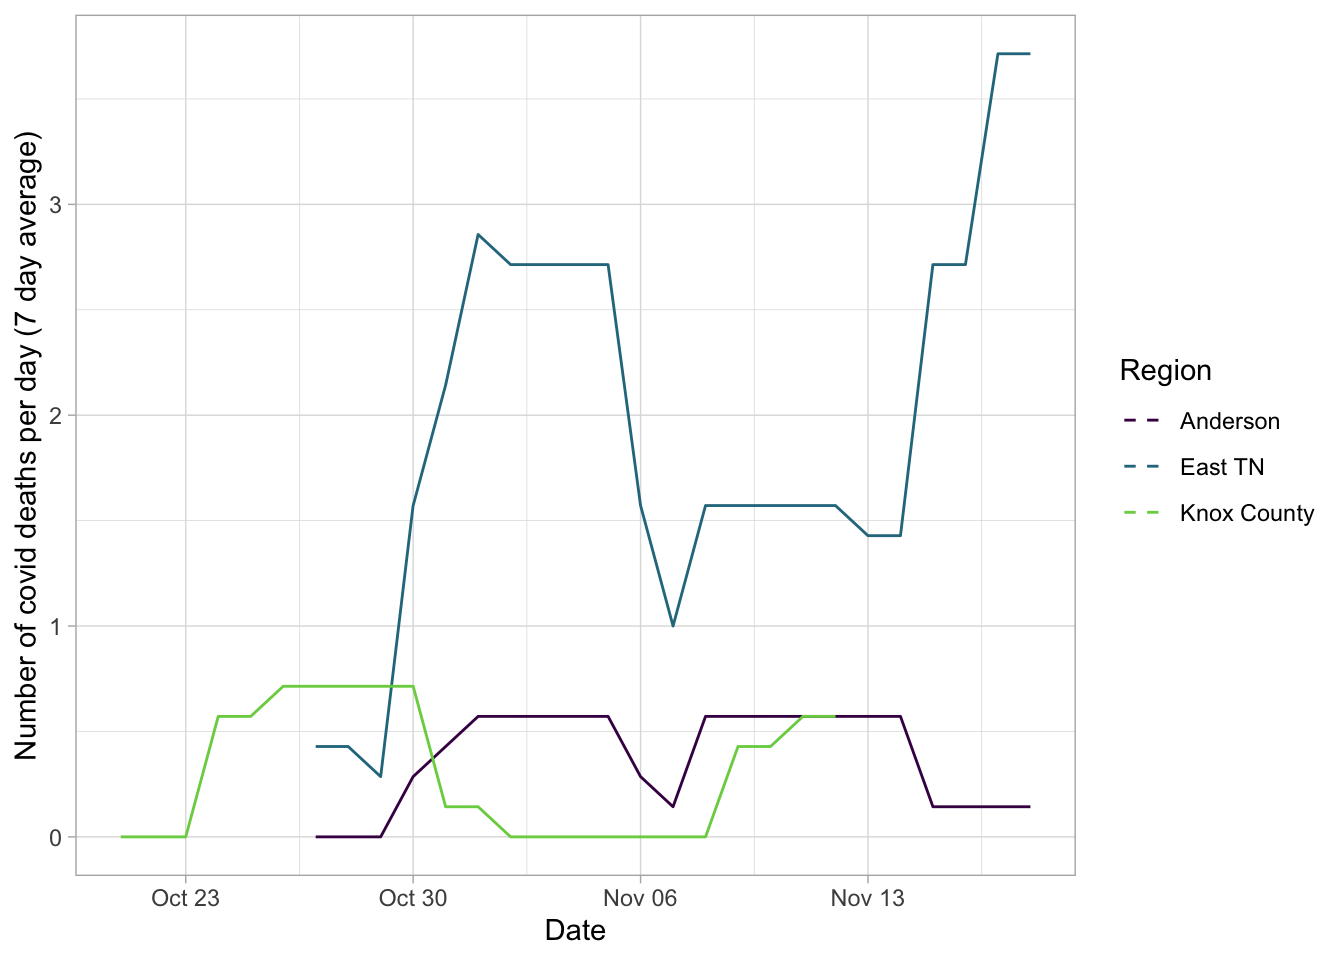 Number of covid deaths per day (7 day average)
3
2
1
0
Oct 23
Oct 30
Nov 06
Nov 13
Date
Region
Anderson
East TN
Knox County